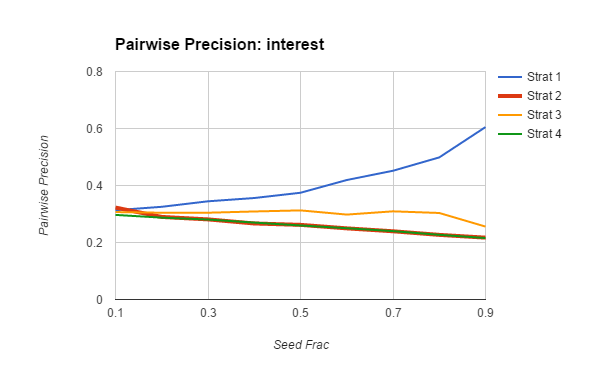 Pairwise Precision: interest
0.8
0.6
0.4
0.2
0
Pairwise Precision
0.1 0.3 0.5 0.7 0.9
Seed Frac
Strat 1
Strat 2
Strat 3
Strat 4